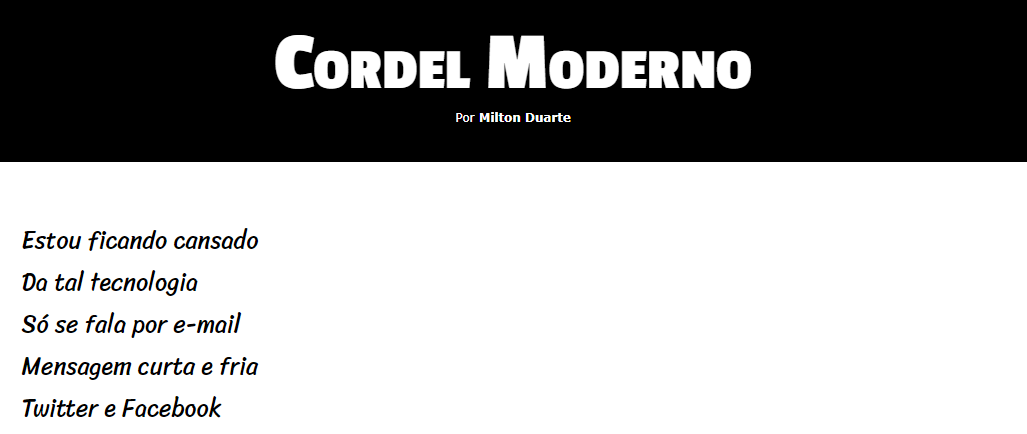 Cordel Moderno
Por Milton Duarte
Estou ficando cansado
Da tal tecnologia
Só se fala por e-mail
Mensagem curta e fria
Twitter e Facebook